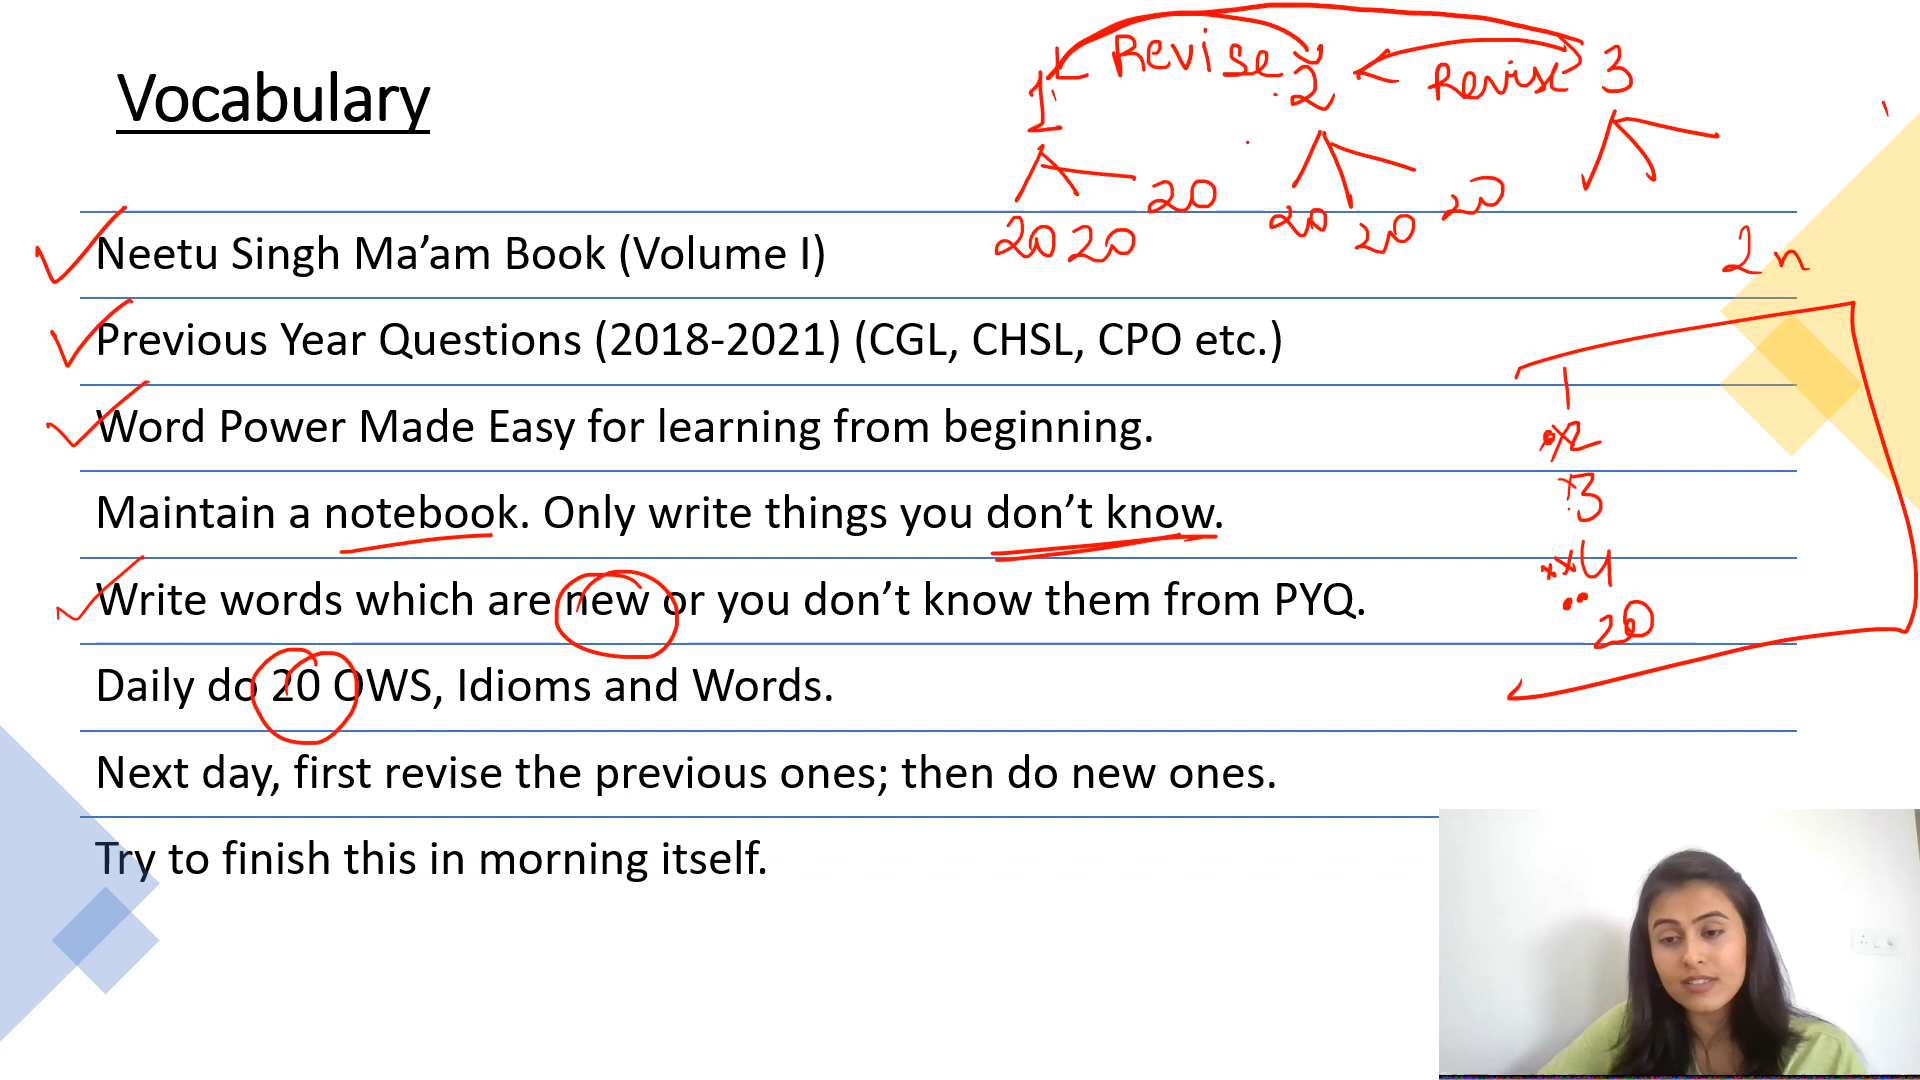 Vocabulary
1 Revise 2 Revise 3
20 20 20 20 20 20
Neetu Singh Ma’am Book (Volume I)
Previous Year Questions (2018-2021) (CGL, CHSL, CPO etc.)
Word Power Made Easy for learning from beginning.
Maintain a notebook. Only write things you don’t know.
Write words which are new or you don’t know them from PYQ.
Daily do 20 OWS, Idioms and Words.
Next day, first revise the previous ones; then do new ones.
Try to finish this in morning itself.
1
x2
x3
xx4
20